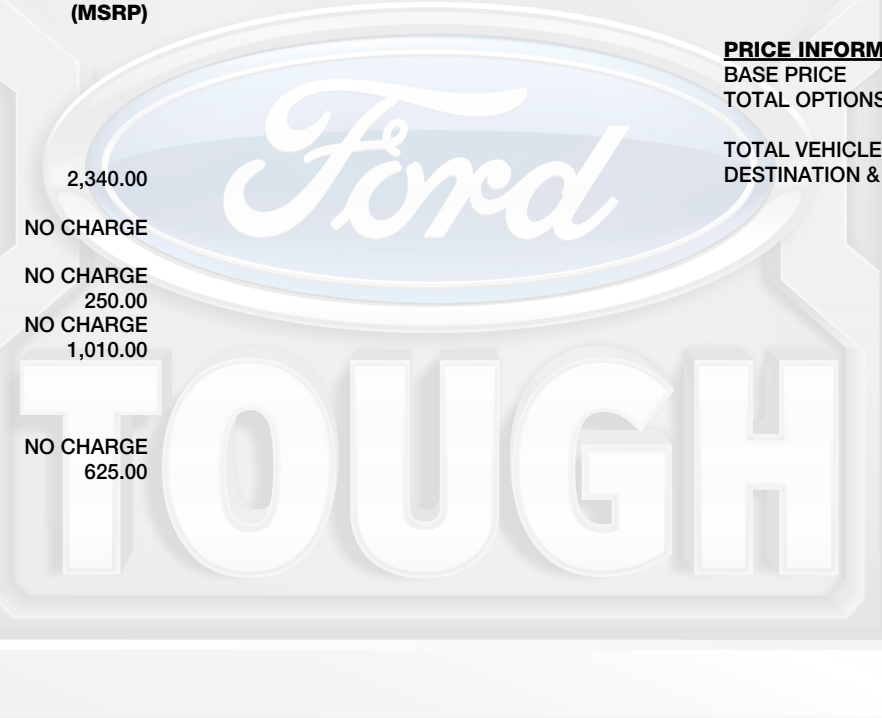 (MSRP)
2,340.00
NO CHARGE
NO CHARGE
250.00
NO CHARGE
1,010.00
NO CHARGE
625.00
PRICE INFORM
BASE PRICE
TOTAL OPTIONS
TOTAL VEHICLE
DESTINATION &
Ford
TOUGH